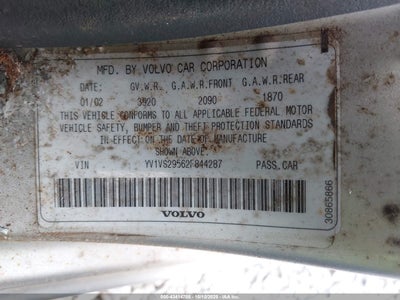 MFD. BY VOLVO CAR CORPORATION
DATE: G.V.W.R. G.A.W.R.FRONT G.A.W.R:REAR
01/02 3920 2090 1870
THIS VEHICLE CONFORMS TO ALL APPLICABLE FEDERAL MOTOR
VEHICLE SAFETY, BUMPER AND THEFT PROTECTION STANDARDS
IN EFFECT ON THE DATE OF MANUFACTURE
SHOWN ABOVE.
VIN YV1VS29562F844287 PASS.CAR
VOLVO
30865866